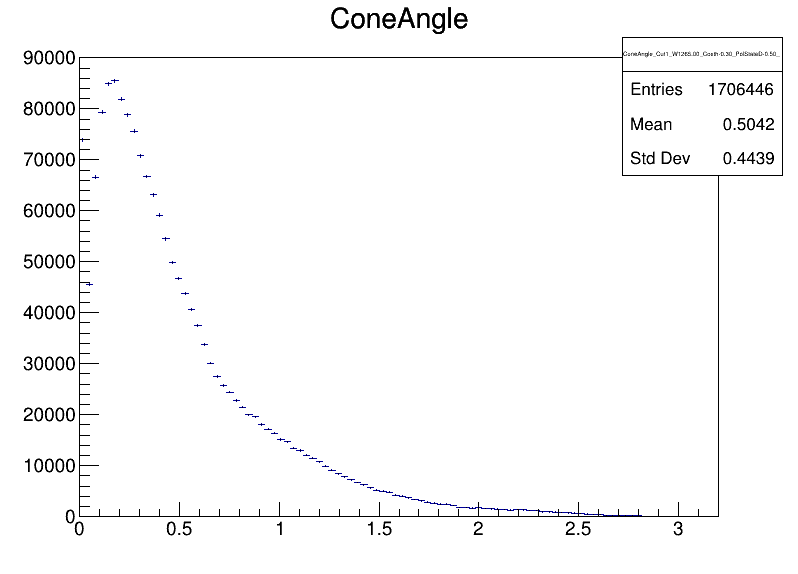 ConeAngle
ConeAngle_Cut1_W1265.00_Costh-0.30_PolStateD-0.50_
Entries 1706446
Mean 0.5042
Std Dev 0.4439
90000
80000
70000
60000
50000
40000
30000
20000
10000
0
0 0.5 1 1.5 2 2.5 3